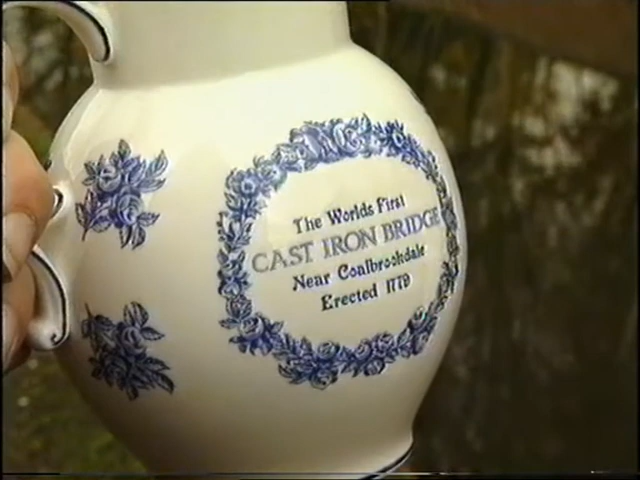 The Worlds First
CAST IRON BRIDGE
Near Coalbrookdale
Erected 1779